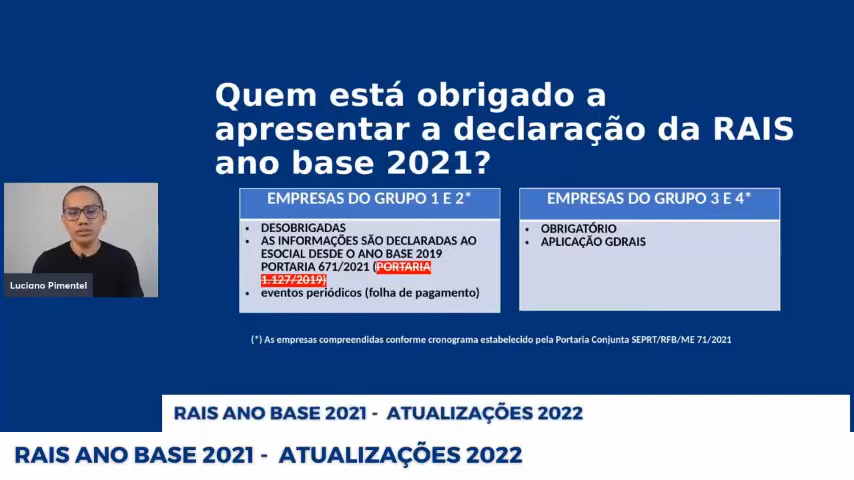 Quem está obrigado a
apresentar a declaração da RAIS
ano base 2021?
EMPRESAS DO GRUPO 1 E 2*
• DESOBRIGADAS
• AS INFORMAÇÕES SÃO DECLARADAS AO
ESOCIAL DESDE O ANO BASE 2019
PORTARIA 671/2021 (PORTARIA
1.127/2019)
• eventos periódicos (folha de pagamento)
EMPRESAS DO GRUPO 3 E 4*
• OBRIGATÓRIO
• APLICAÇÃO GDRAIS
Luciano Pimentel
(*) As empresas compreendidas conforme cronograma estabelecido pela Portaria Conjunta SEPRT/RFB/ME 71/2021
RAIS ANO BASE 2021 - ATUALIZAÇÕES 2022
RAIS ANO BASE 2021 - ATUALIZAÇÕES 2022